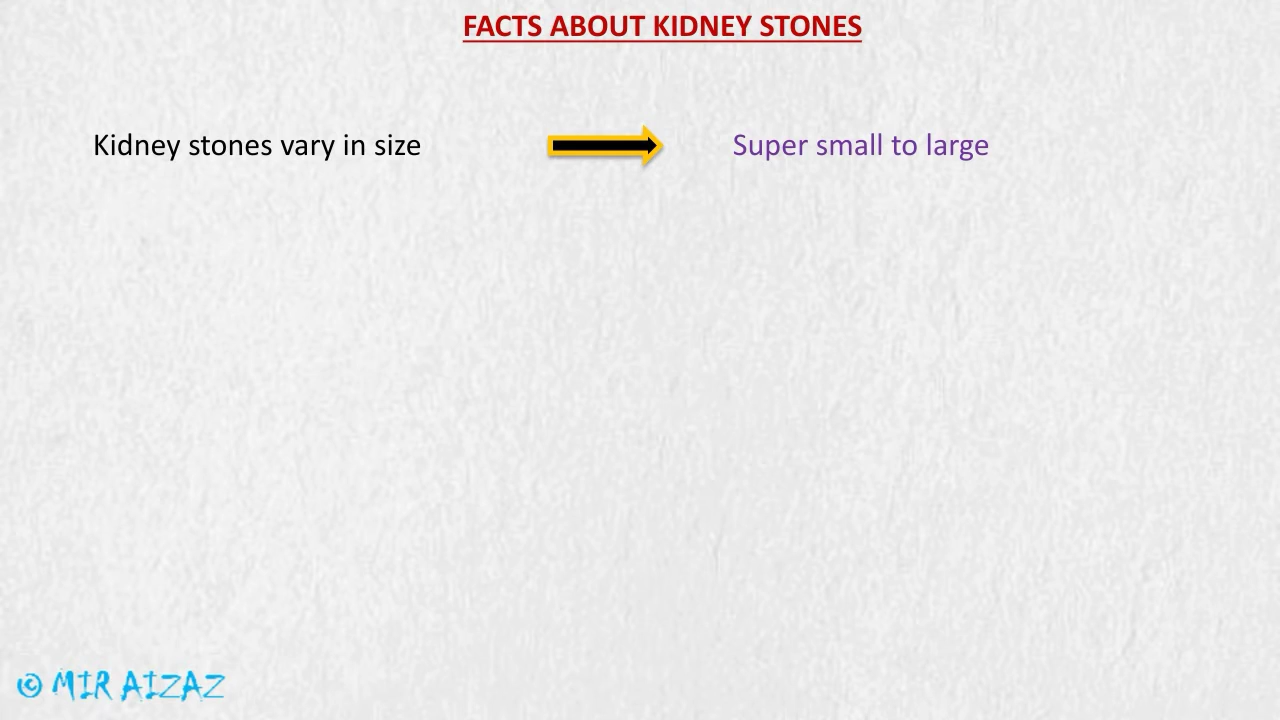 FACTS ABOUT KIDNEY STONES
Kidney stones vary in size
Super small to large
© MIR AIZAZ